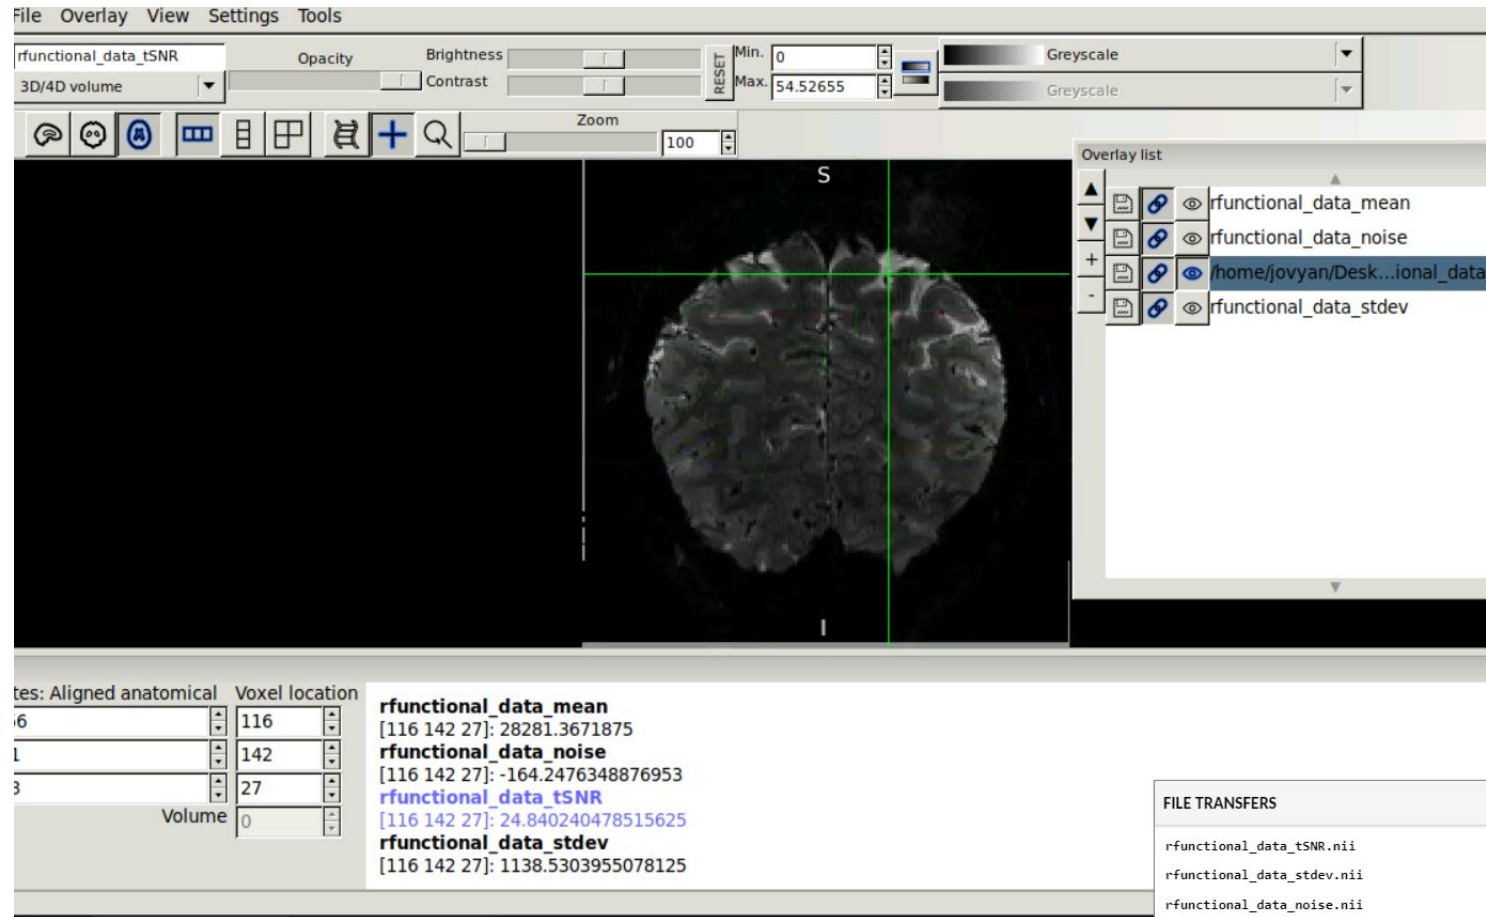 File Overlay View Settings Tools
rfunctional_data_tSNR
3D/4D volume
Opacity
Brightness
Contrast
RESET
Min. 0
Max. 54.52655
Greyscale
Greyscale
Zoom
100
S
I
Overlay list
rfunctional_data_mean
rfunctional_data_noise
/home/jovyan/Desk...ional_data
rfunctional_data_stdev
+
-
tes: Aligned anatomical Voxel location
116
142
27
Volume 0
rfunctional_data_mean
[116 142 27]: 28281.3671875
rfunctional_data_noise
[116 142 27]: -164.2476348876953
rfunctional_data_tSNR
[116 142 27]: 24.840240478515625
rfunctional_data_stdev
[116 142 27]: 1138.5303955078125
FILE TRANSFERS
rfunctional_data_tSNR.nii
rfunctional_data_stdev.nii
rfunctional_data_noise.nii